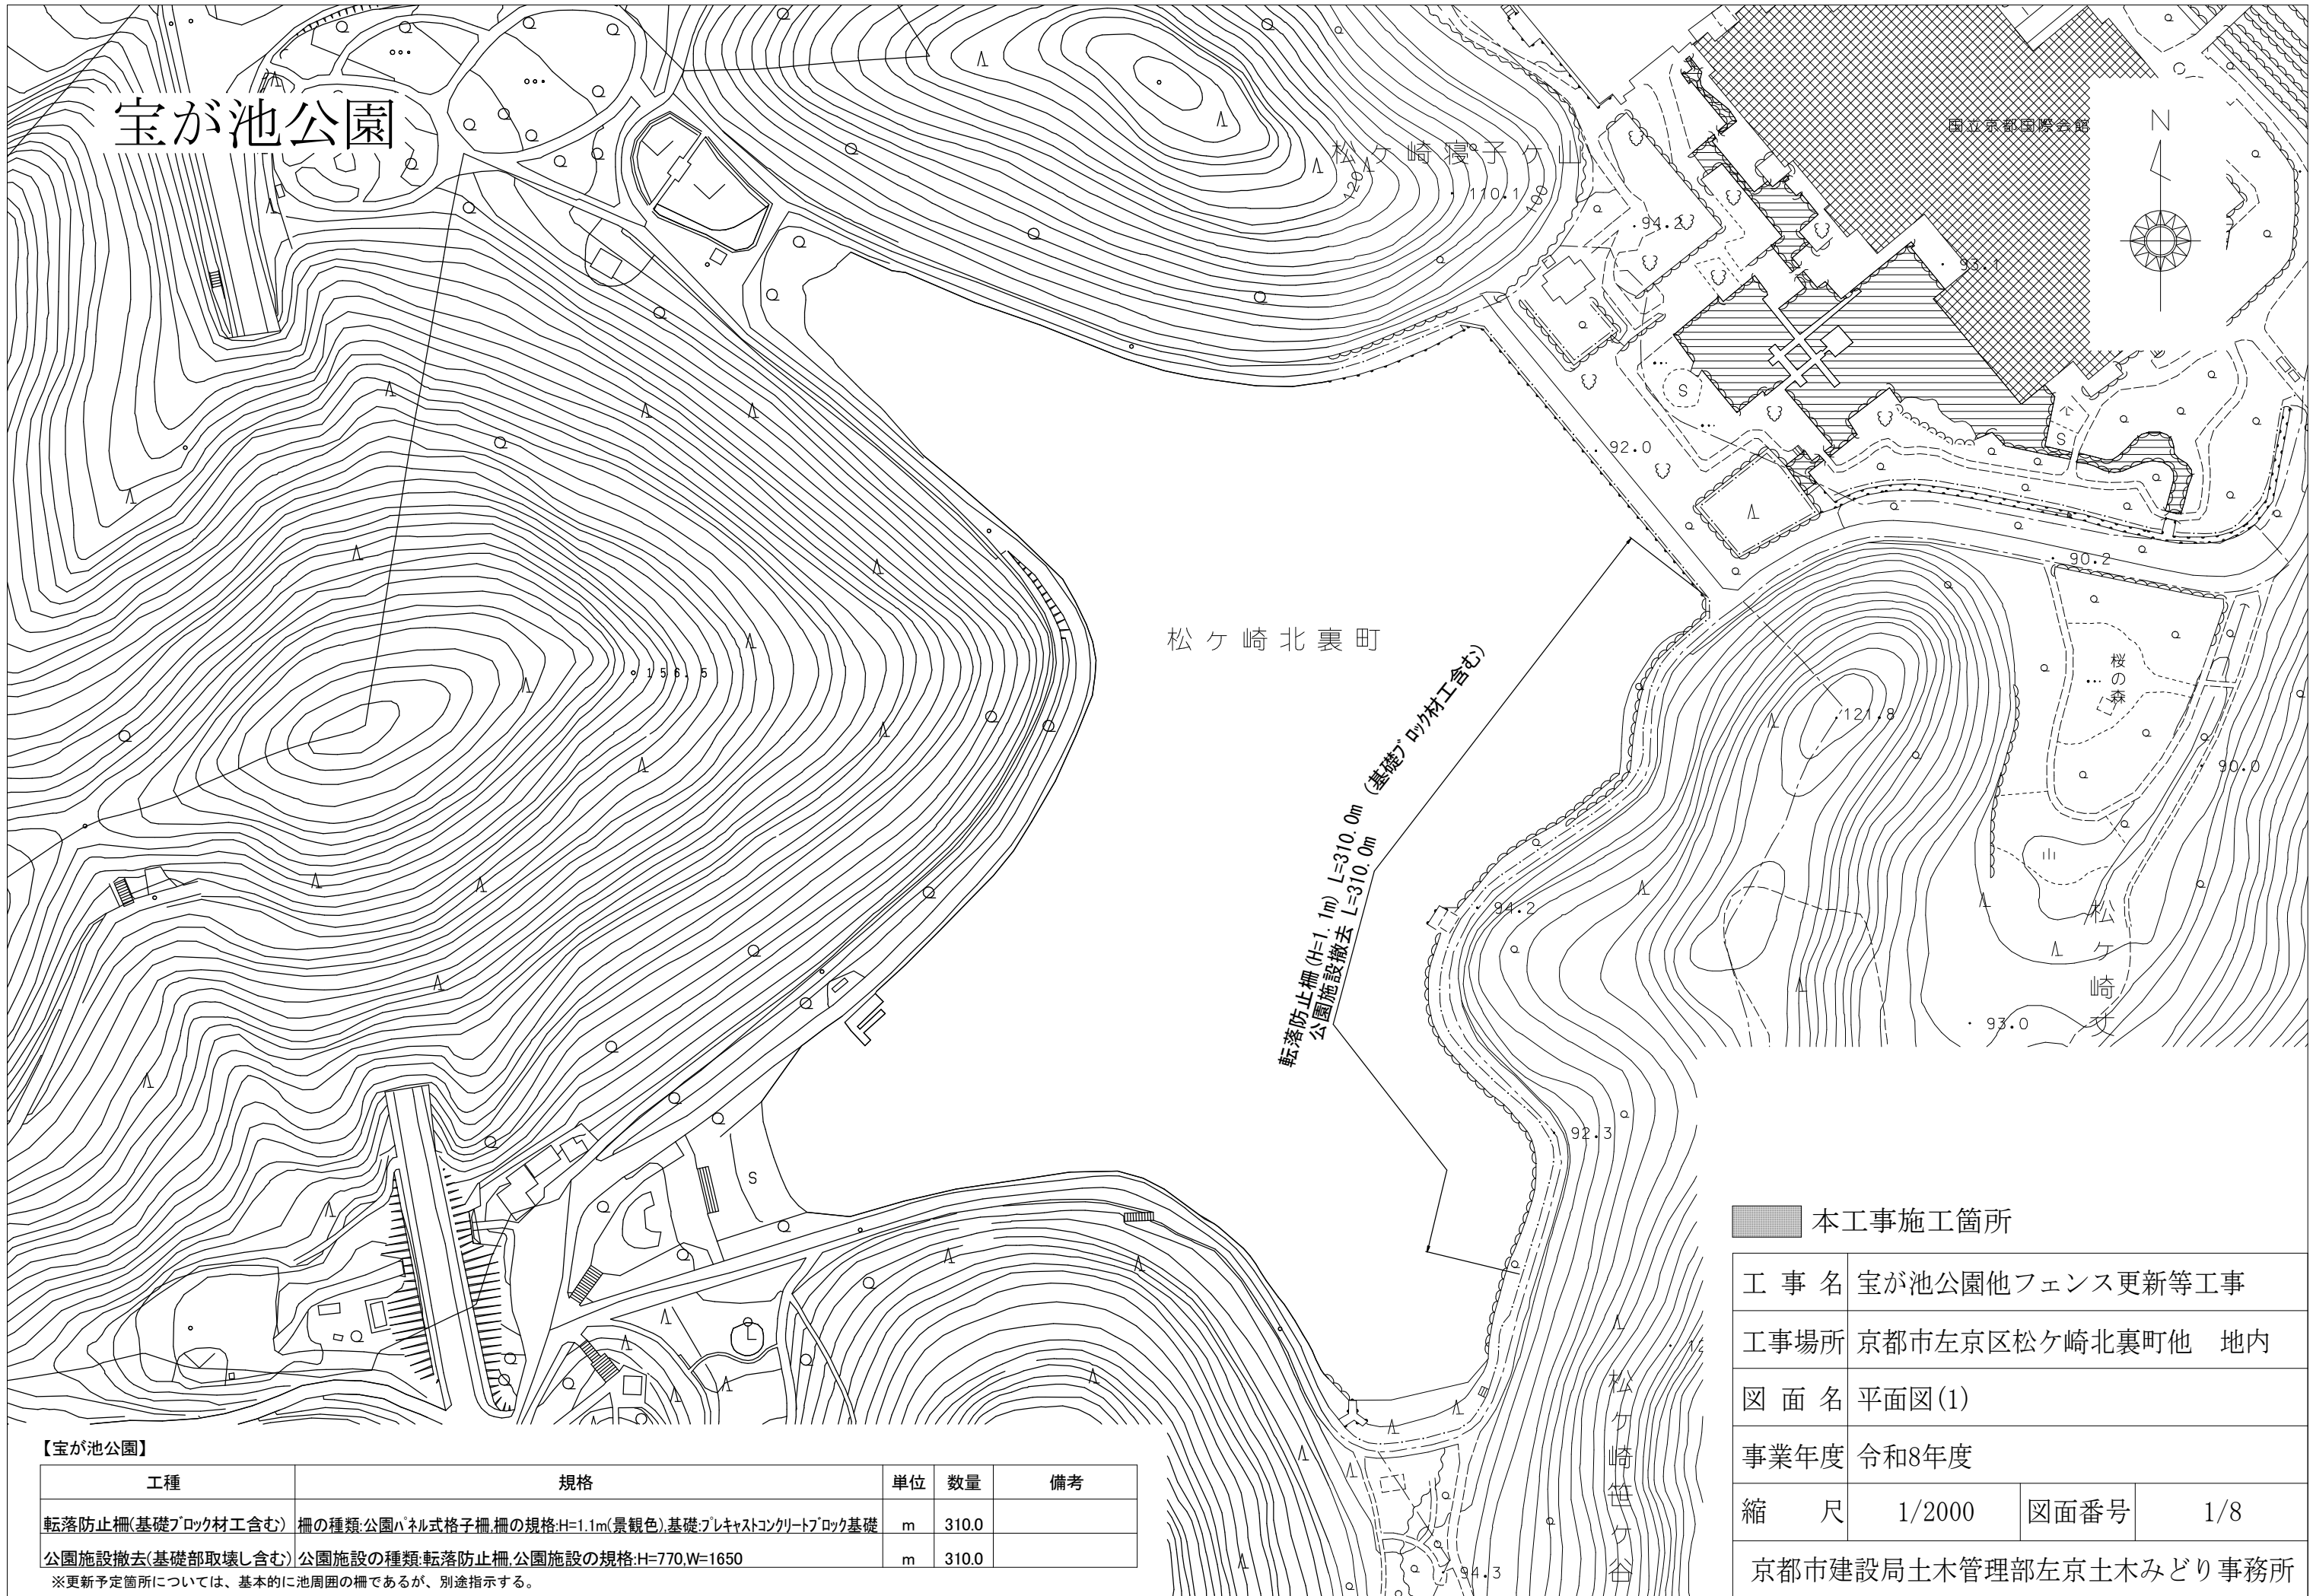 宝が池公園
国立京都国際会館
N
松ヶ崎寝子ヶ山
120
110.1
100
94.2
93.1
S
S
92.0
90.2
松ヶ崎北裏町
156.5
桜の森
121.8
90.0
転落防止柵(H=1.1m) L=310.0m (基礎ブロック材工含む)
公園施設撤去 L=310.0m
山
94.2
松ヶ崎丈
93.0
92.3
S
松ヶ崎笹ヶ谷
94.3
本工事施工箇所
工事名 宝が池公園他フェンス更新等工事
工事場所 京都市左京区松ケ崎北裏町他 地内
図面名 平面図(1)
事業年度 令和8年度
縮尺 1/2000 図面番号 1/8
京都市建設局土木管理部左京土木みどり事務所
【宝が池公園】
工種 規格 単位 数量 備考
転落防止柵(基礎ブロック材工含む) 柵の種類:公園パネル式格子柵,柵の規格:H=1.1m(景観色),基礎:プレキャストコンクリートブロック基礎 m 310.0
公園施設撤去(基礎部取壊し含む) 公園施設の種類:転落防止柵,公園施設の規格:H=770,W=1650 m 310.0
※更新予定箇所については、基本的に池周囲の柵であるが、別途指示する。